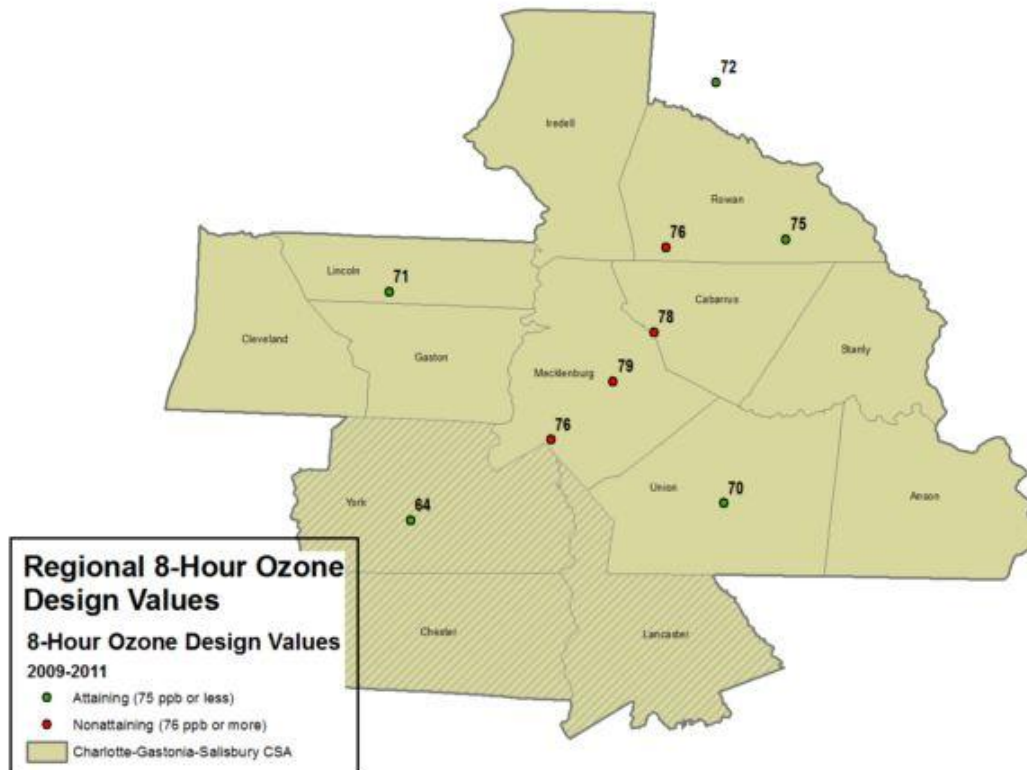 72
Iredell
Rowan
75
76
Lincoln
71
Cabarrus
78
Cleveland
Gaston
Stanly
Mecklenburg
79
76
York
64
Union
70
Anson
Chester
Lancaster
Regional 8-Hour Ozone
Design Values
8-Hour Ozone Design Values
2009-2011
Attaining (75 ppb or less)
Nonattaining (76 ppb or more)
Charlotte-Gastonia-Salisbury CSA